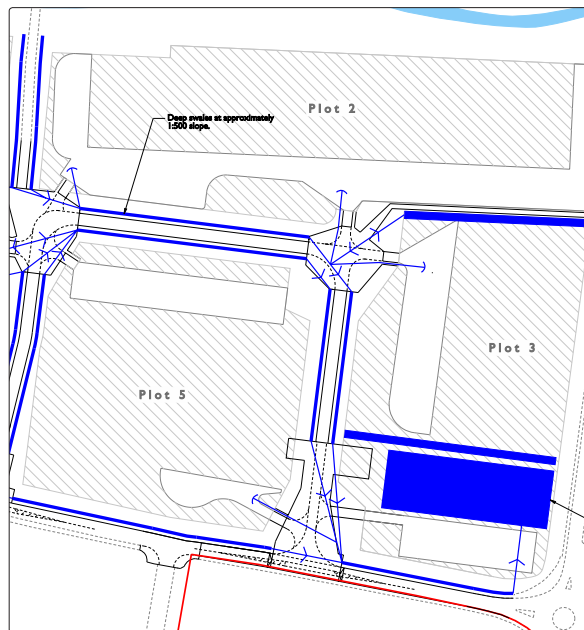 Plot 2
Deep swales at approximately
1:500 slope.
Plot 3
Plot 5